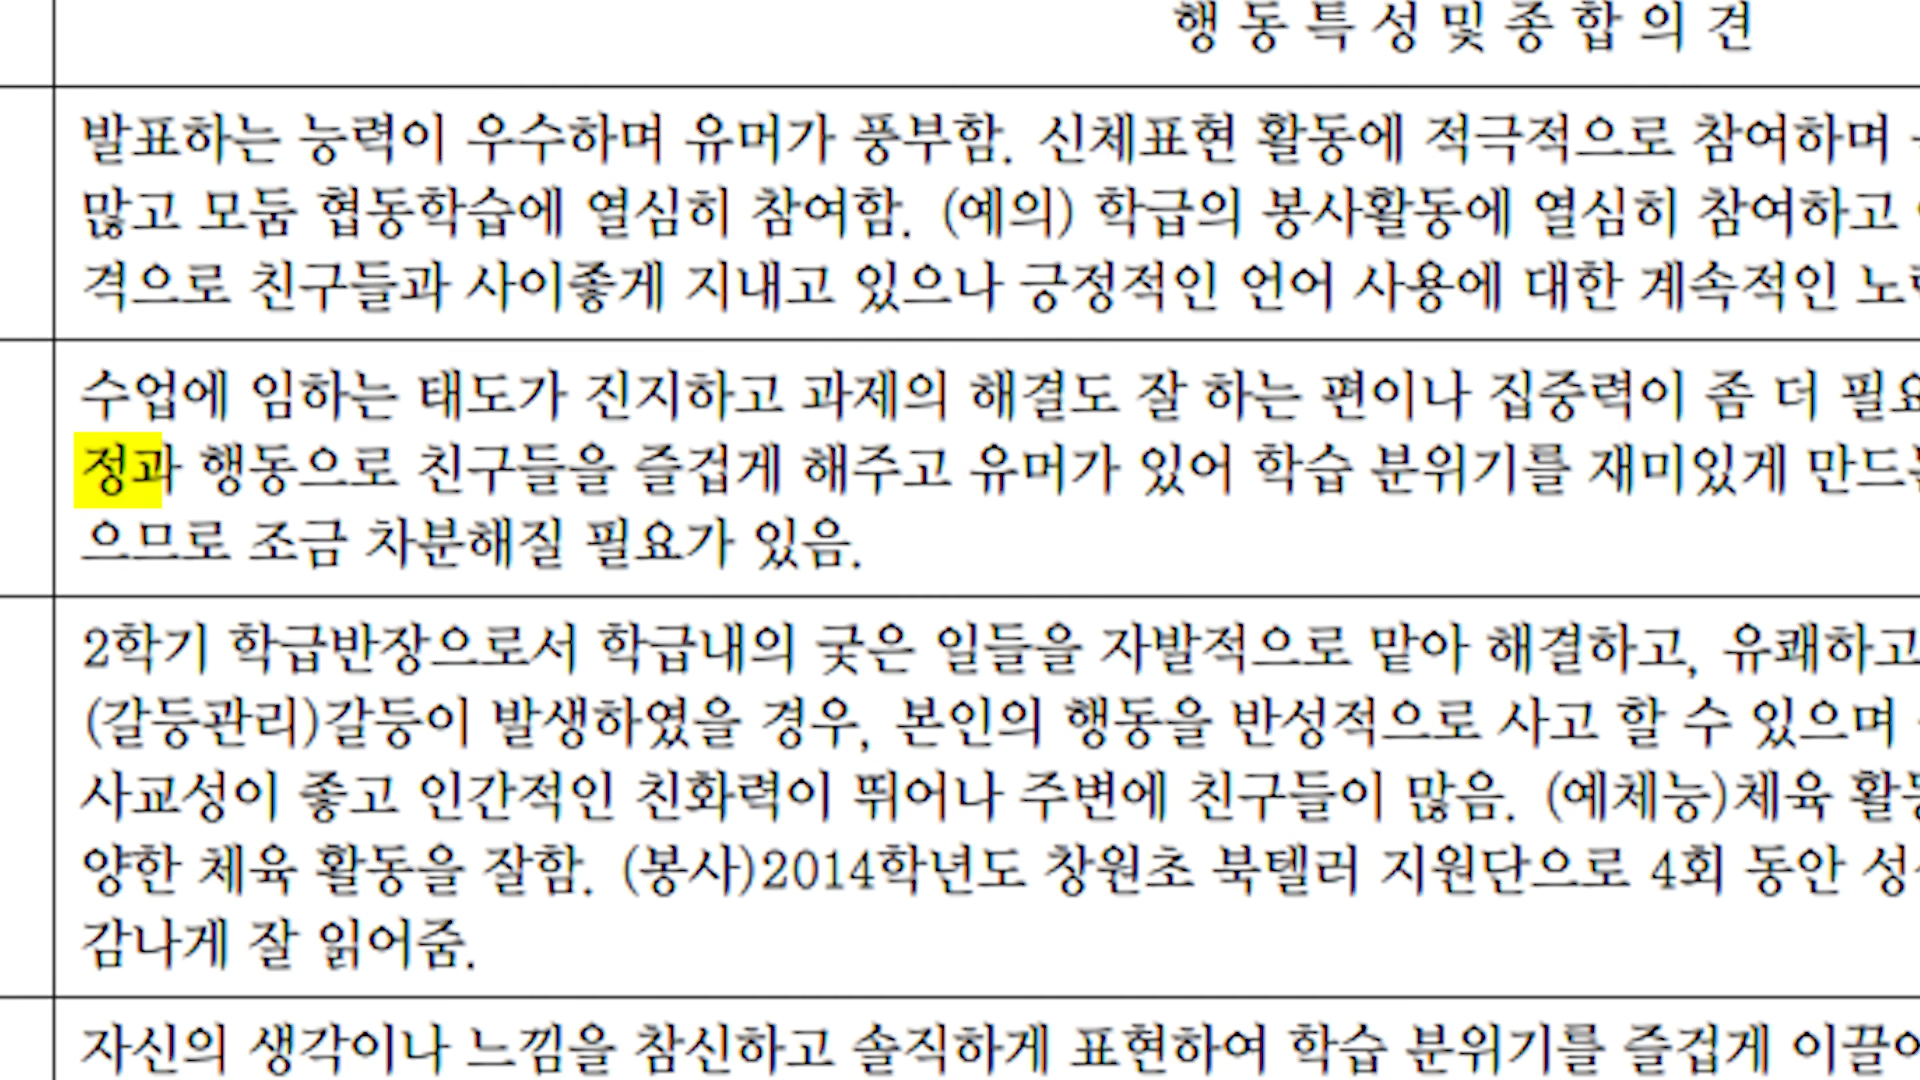 행 동 특 성 및 종 합 의 견
발표하는 능력이 우수하며 유머가 풍부함. 신체표현 활동에 적극적으로 참여하며
많고 모둠 협동학습에 열심히 참여함. (예의) 학급의 봉사활동에 열심히 참여하고
격으로 친구들과 사이좋게 지내고 있으나 긍정적인 언어 사용에 대한 계속적인
수업에 임하는 태도가 진지하고 과제의 해결도 잘 하는 편이나 집중력이 좀 더
정과 행동으로 친구들을 즐겁게 해주고 유머가 있어 학습 분위기를 재미있게
으므로 조금 차분해질 필요가 있음.
2학기 학급반장으로서 학급내의 궂은 일들을 자발적으로 맡아 해결하고, 유쾌하고
(갈등관리)갈등이 발생하였을 경우, 본인의 행동을 반성적으로 사고 할 수 있으며
사교성이 좋고 인간적인 친화력이 뛰어나 주변에 친구들이 많음. (예체능)체육
양한 체육 활동을 잘함. (봉사)2014학년도 창원초 북텔러 지원단으로 4회 동안
감나게 잘 읽어줌.
자신의 생각이나 느낌을 참신하고 솔직하게 표현하여 학습 분위기를 즐겁게